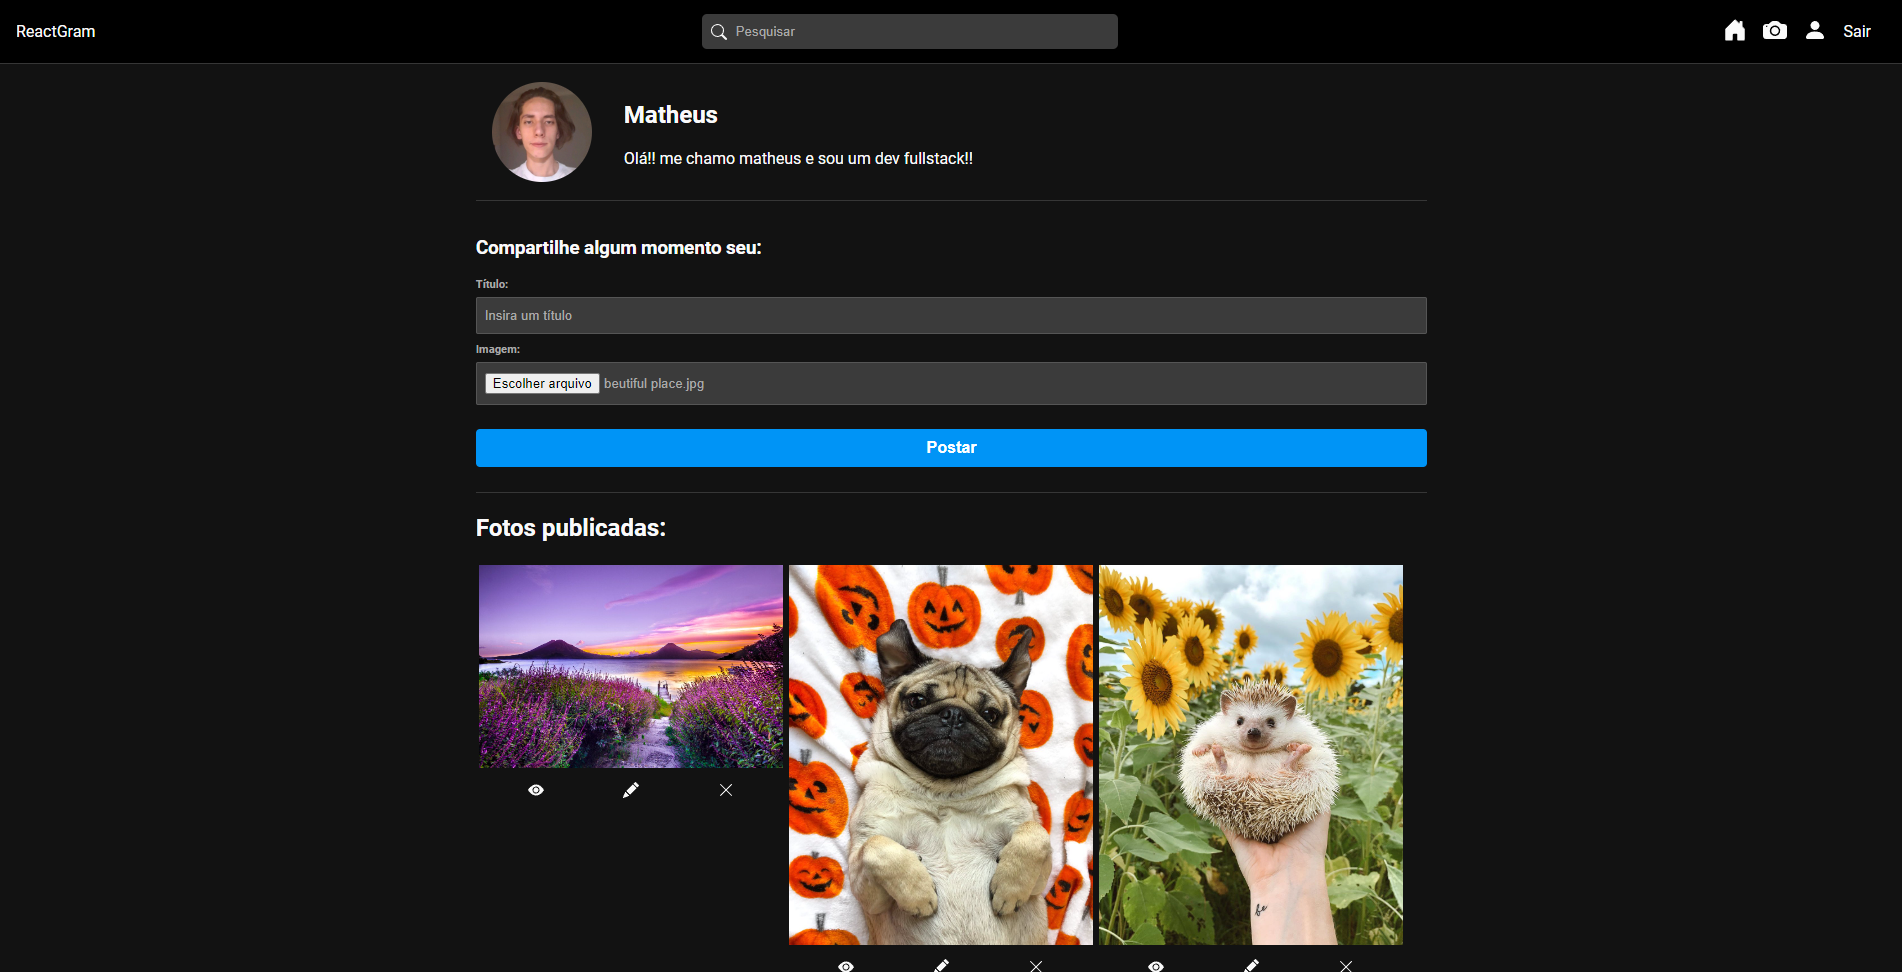 ReactGram
Pesquisar
Sair
Matheus
Olá!! me chamo matheus e sou um dev fullstack!!
Compartilhe algum momento seu:
Título:
Insira um título
Imagem:
Escolher arquivo beutiful place.jpg
Postar
Fotos publicadas:
be